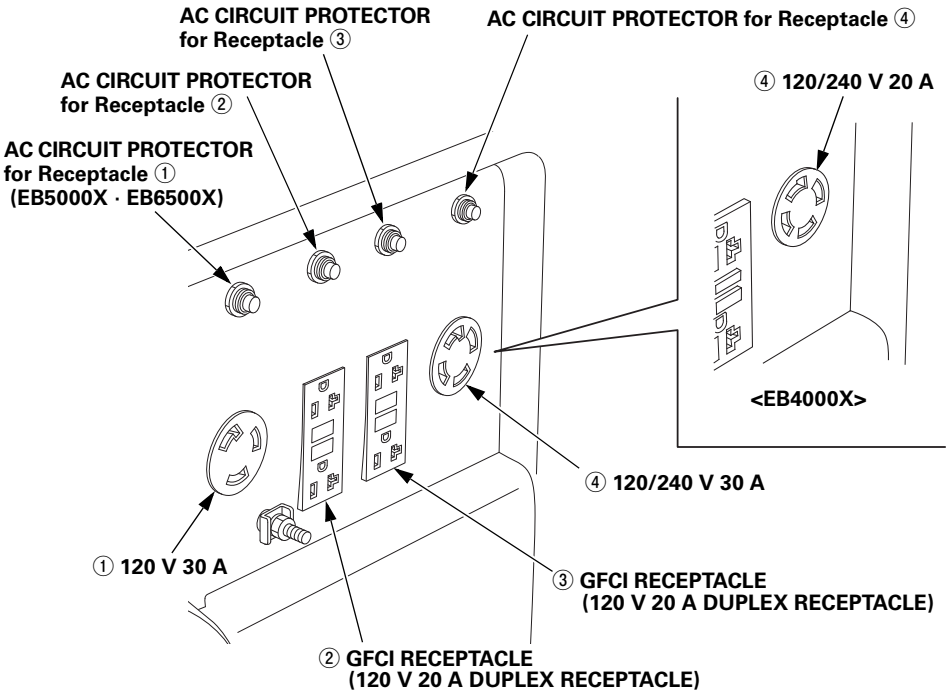 AC CIRCUIT PROTECTOR
for Receptacle ③
AC CIRCUIT PROTECTOR for Receptacle ④
AC CIRCUIT PROTECTOR
for Receptacle ②
④ 120/240 V 20 A
AC CIRCUIT PROTECTOR
for Receptacle ①
(EB5000X · EB6500X)
<EB4000X>
④ 120/240 V 30 A
① 120 V 30 A
③ GFCI RECEPTACLE
(120 V 20 A DUPLEX RECEPTACLE)
② GFCI RECEPTACLE
(120 V 20 A DUPLEX RECEPTACLE)